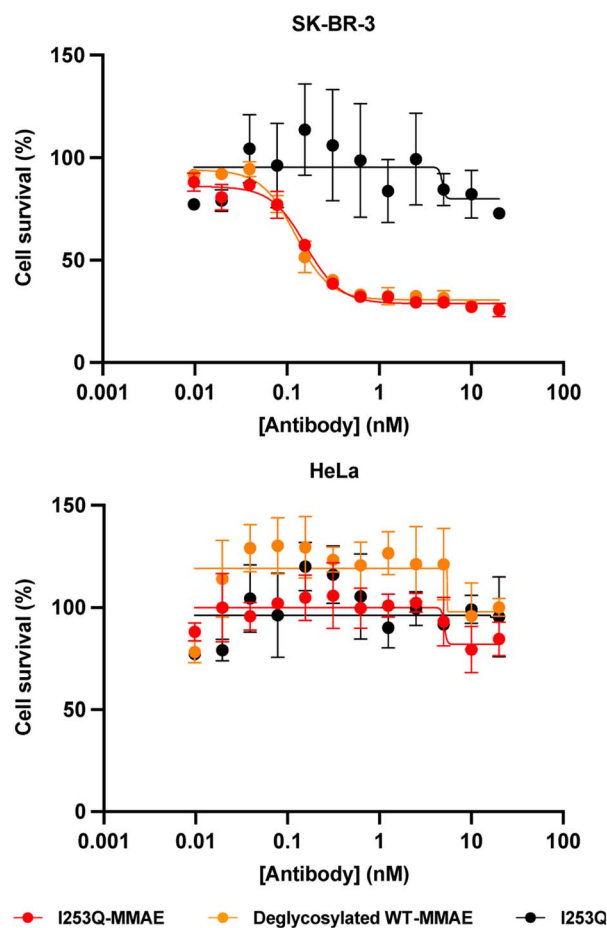 SK-BR-3
150
100
50
0
Cell survival (%)
0.001 0.01 0.1 1 10 100
[Antibody] (nM)
HeLa
150
100
50
0
Cell survival (%)
0.001 0.01 0.1 1 10 100
[Antibody] (nM)
I253Q-MMAE Deglycosylated WT-MMAE I253Q